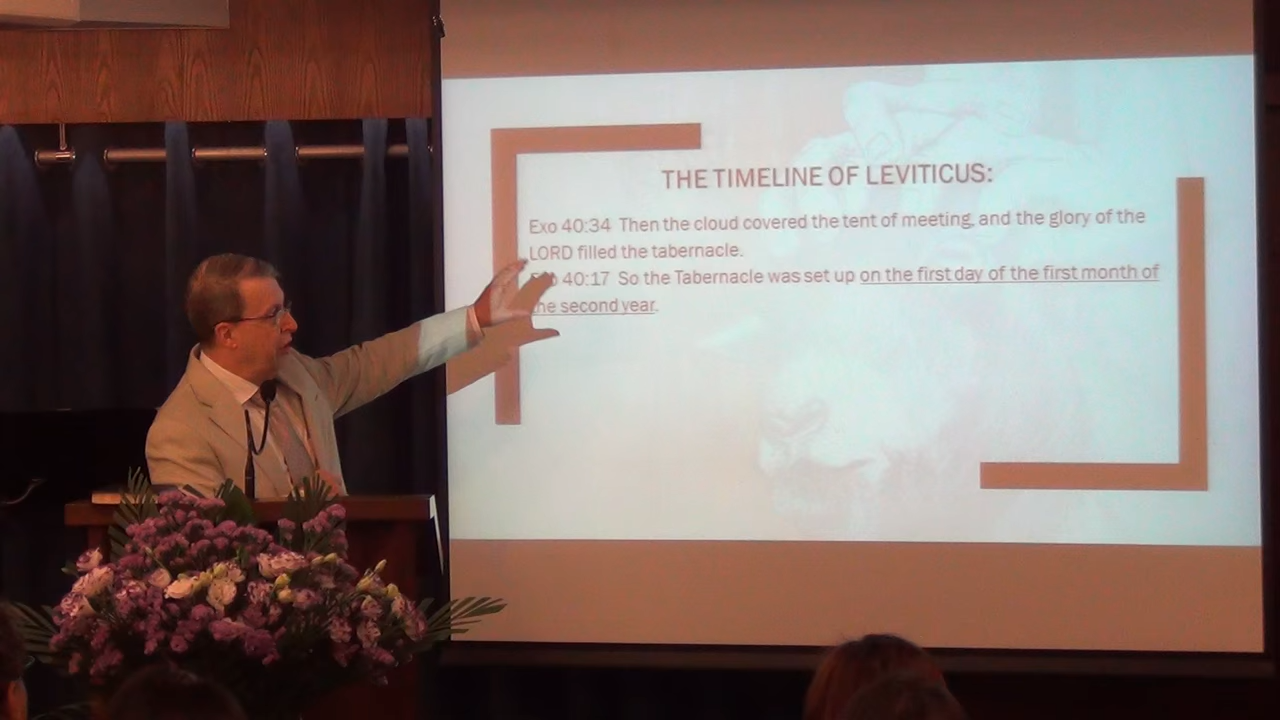 THE TIMELINE OF LEVITICUS:
Exo 40:34 Then the cloud covered the tent of meeting, and the glory of the
LORD filled the tabernacle.
40:17 So the Tabernacle was set up on the first day of the first month of
the second year.